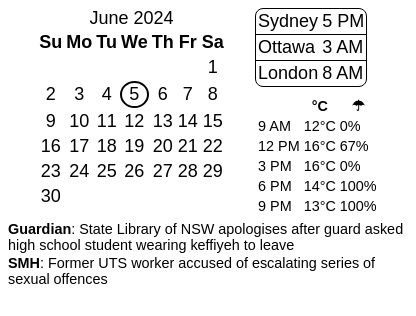 June 2024
Su Mo Tu We Th Fr Sa
1
2 3 4 5 6 7 8
9 10 11 12 13 14 15
16 17 18 19 20 21 22
23 24 25 26 27 28 29
30
Sydney 5 PM
Ottawa 3 AM
London 8 AM
°C ☂
9 AM 12°C 0%
12 PM 16°C 67%
3 PM 16°C 0%
6 PM 14°C 100%
9 PM 13°C 100%
Guardian: State Library of NSW apologises after guard asked
high school student wearing keffiyeh to leave
SMH: Former UTS worker accused of escalating series of
sexual offences